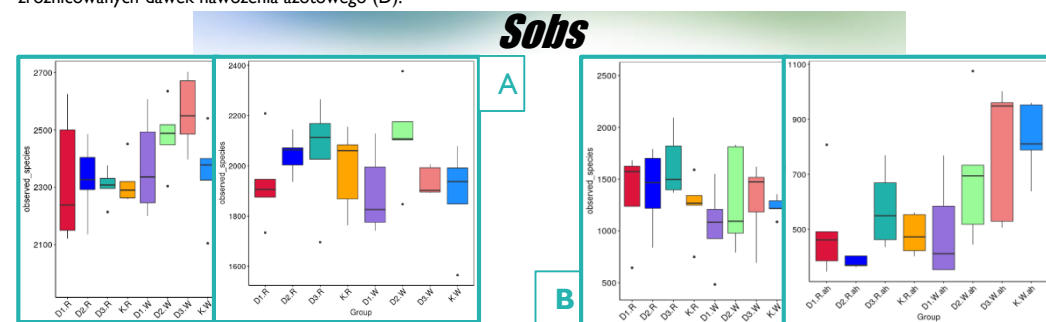 zróżnicowanych dawek nawożenia azotowego (D).
Sobs
A
B
observed_species
2700
2500
2300
2100
D1.R
D2.R
D3.R
K.R
D1.W
D2.W
D3.W
K.W
observed_species
2400
2200
2000
1800
1600
D1.R
D2.R
D3.R
K.R
D1.W
D2.W
D3.W
K.W
Group
observed_species
2500
2000
1500
1000
500
D1.R
D2.R
D3.R
K.R
D1.W
D2.W
D3.W
K.W
observed_species
1100
900
700
500
D1.R.ah
D2.R.ah
D3.R.ah
K.R.ah
D1.W.ah
D2.W.ah
D3.W.ah
K.W.ah
Group